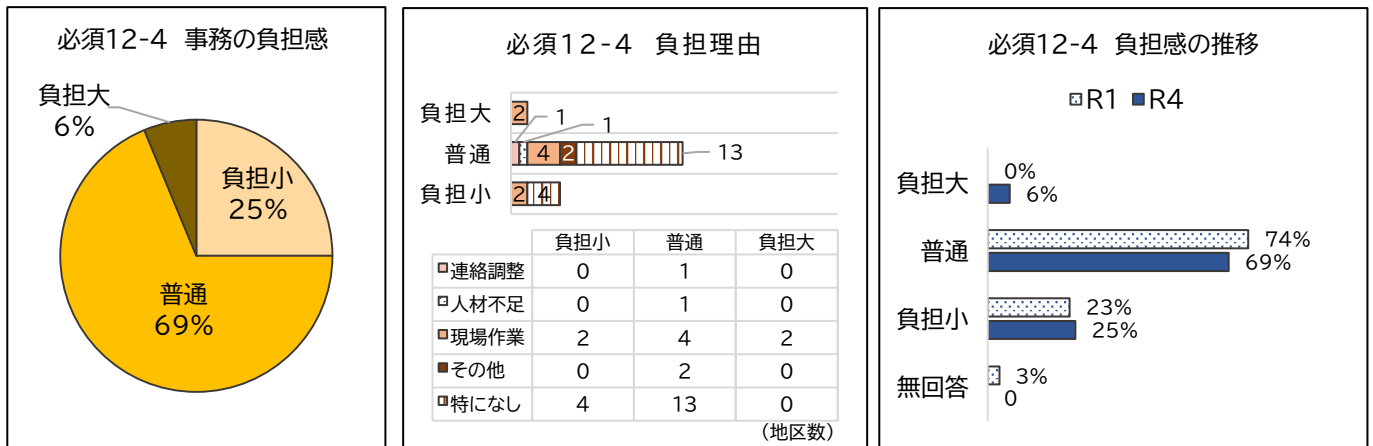 必須12-4 事務の負担感
負担大
6%
負担小
25%
普通
69%
必須12-4 負担理由
負担大 2 1
1
普通 4 2 13
負担小 2 4
負担小 普通 負担大
連絡調整 0 1 0
人材不足 0 1 0
現場作業 2 4 2
その他 0 2 0
特になし 4 13 0
(地区数)
必須12-4 負担感の推移
R1 R4
負担大 0%
6%
普通 74%
69%
負担小 23%
25%
無回答 3%
0